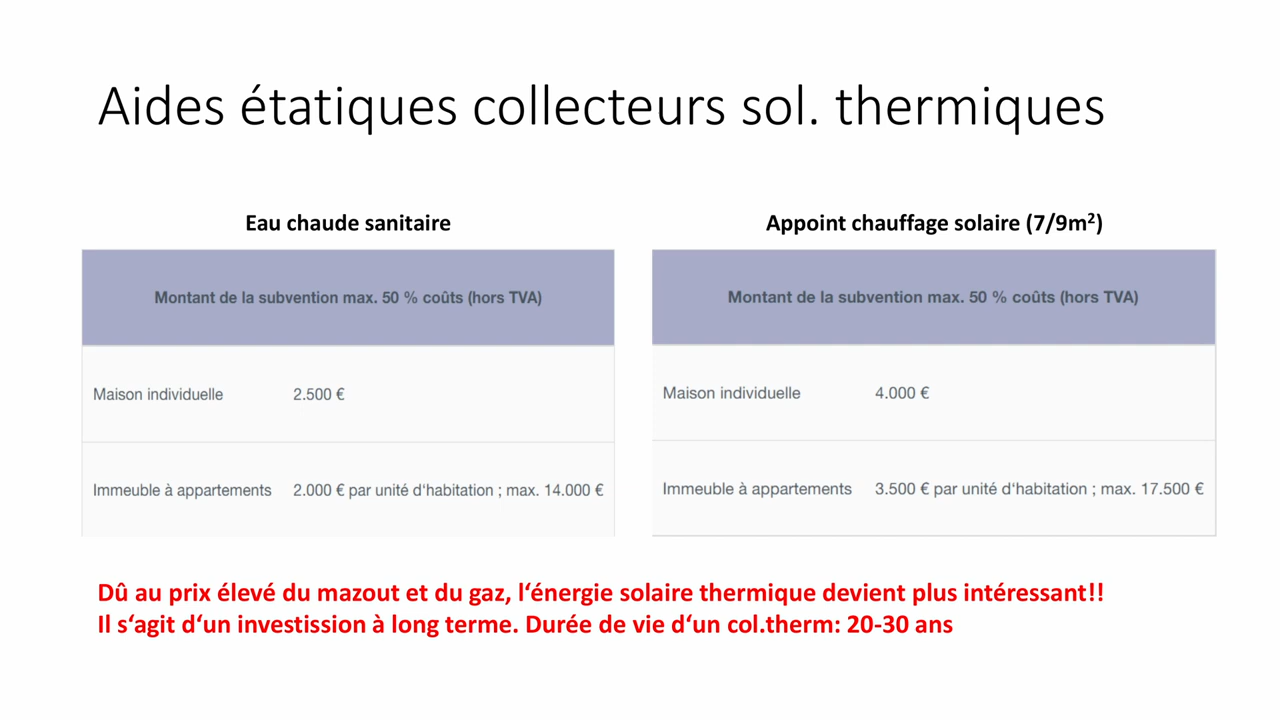 Aides étatiques collecteurs sol. thermiques
Eau chaude sanitaire
Montant de la subvention max. 50 % coûts (hors TVA)
Maison individuelle 2.500 €
Immeuble à appartements 2.000 € par unité d‘habitation ; max. 14.000 €
Appoint chauffage solaire (7/9m²)
Montant de la subvention max. 50 % coûts (hors TVA)
Maison individuelle 4.000 €
Immeuble à appartements 3.500 € par unité d‘habitation ; max. 17.500 €
Dû au prix élevé du mazout et du gaz, l‘énergie solaire thermique devient plus intéressant!!
Il s‘agit d‘un investission à long terme. Durée de vie d‘un col.therm: 20-30 ans